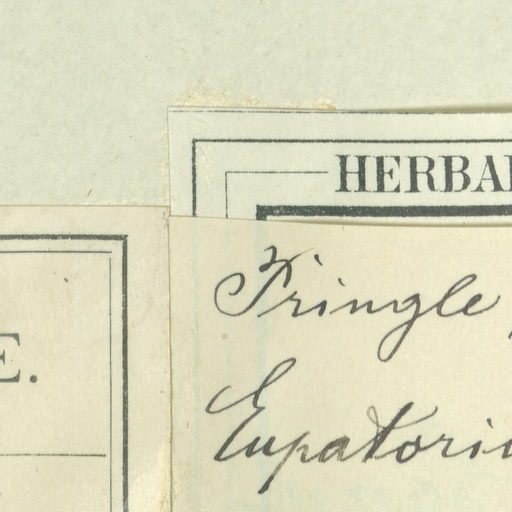 HERBA
Pringle
E.
Eupatori